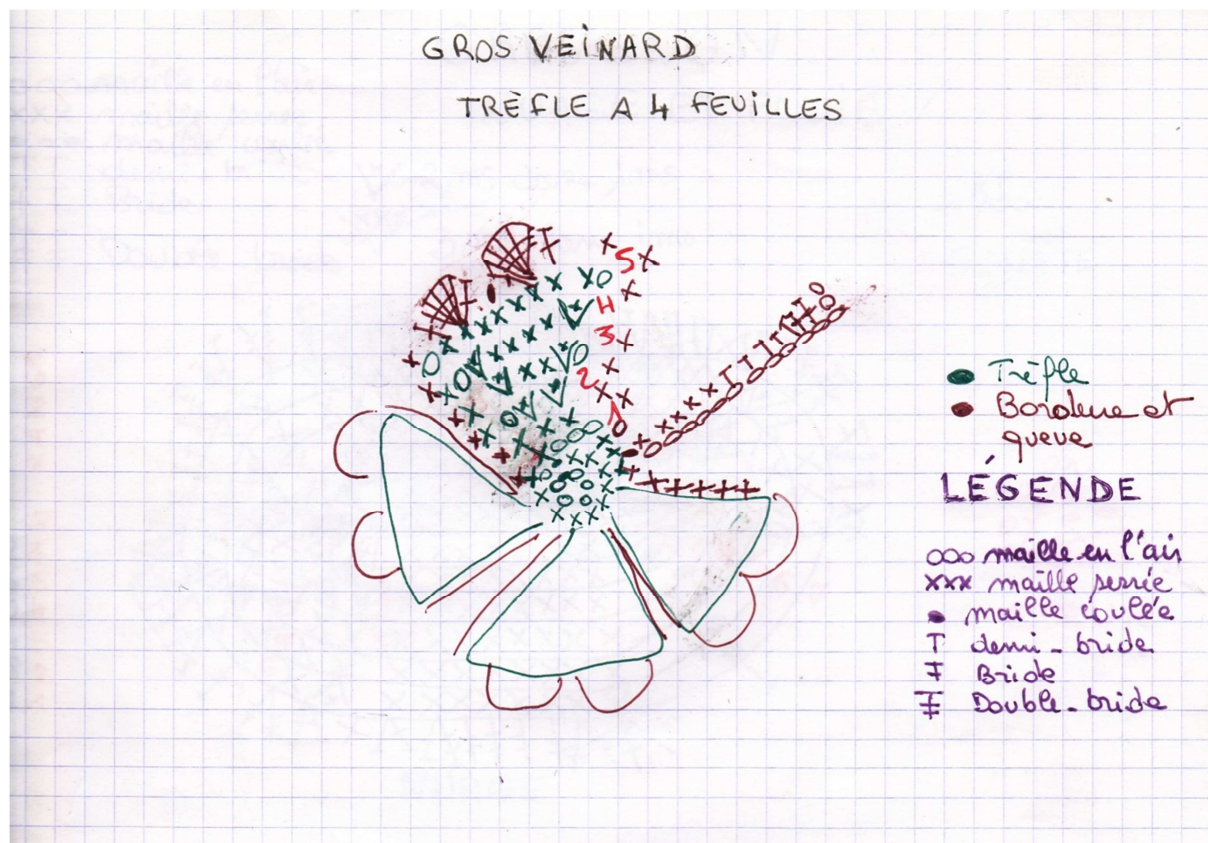 GROS VEINARD
TRÈFLE A 4 FEUILLES
5
4
3
2
1
Trèfle
Bordure et
queue
LÉGENDE
ooo maille en l'air
xxx maille serrée
maille coulée
T demi-bride
Bride
Double-bride